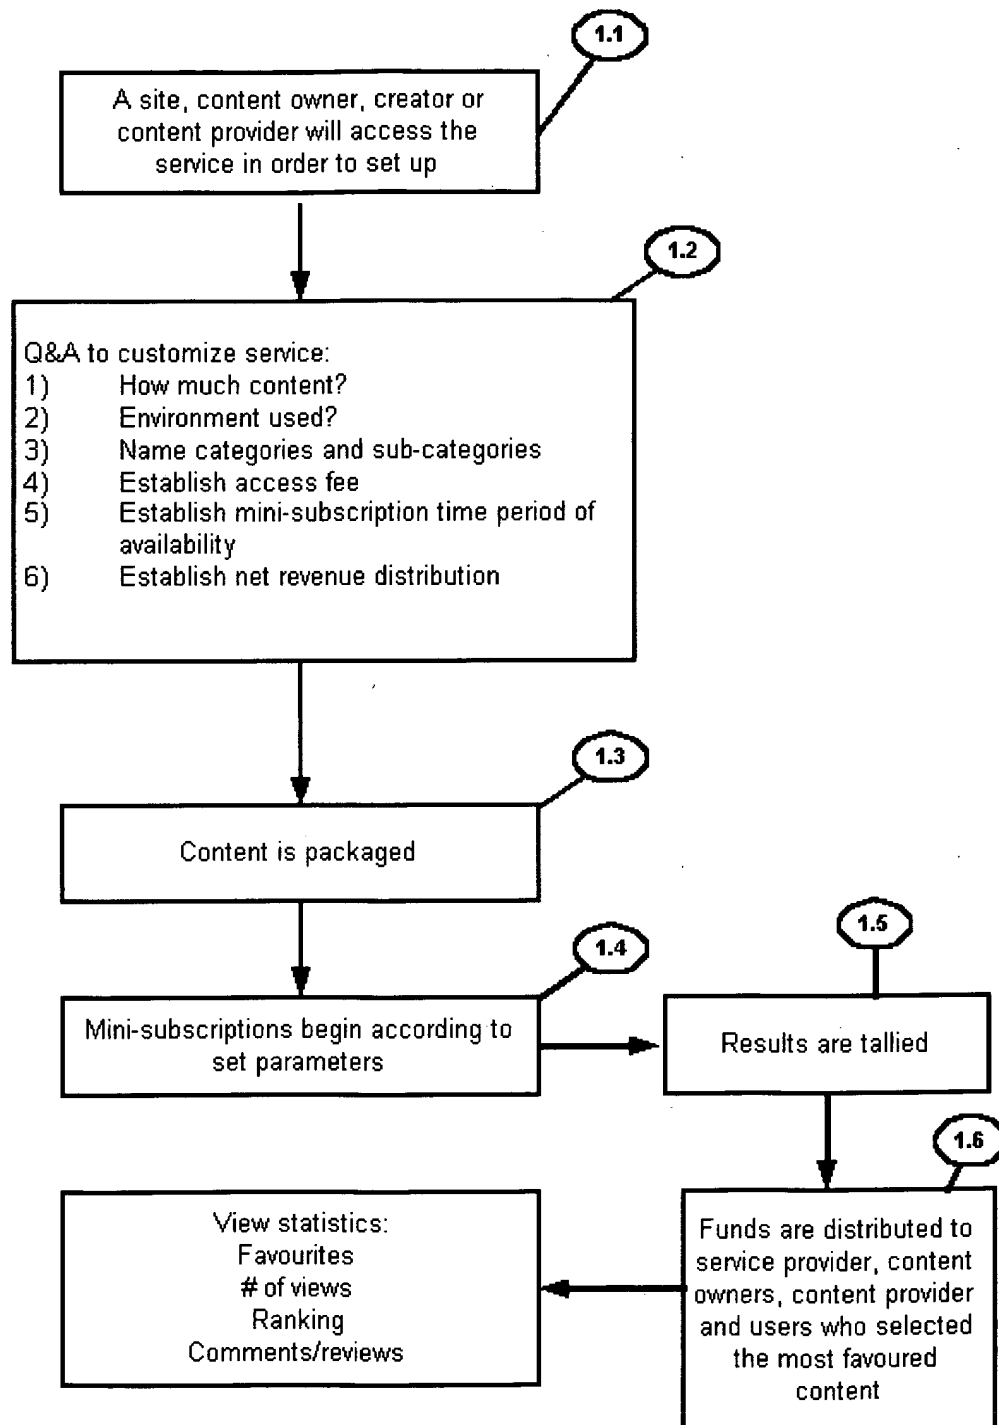 1.1
A site, content owner, creator or
content provider will access the
service in order to set up
1.2
Q&A to customize service:
1) How much content?
2) Environment used?
3) Name categories and sub-categories
4) Establish access fee
5) Establish mini-subscription time period of
availability
6) Establish net revenue distribution
1.3
Content is packaged
1.4
Mini-subscriptions begin according to
set parameters
1.5
Results are tallied
1.6
Funds are distributed to
service provider, content
owners, content provider
and users who selected
the most favoured
content
View statistics:
Favourites
# of views
Ranking
Comments/reviews